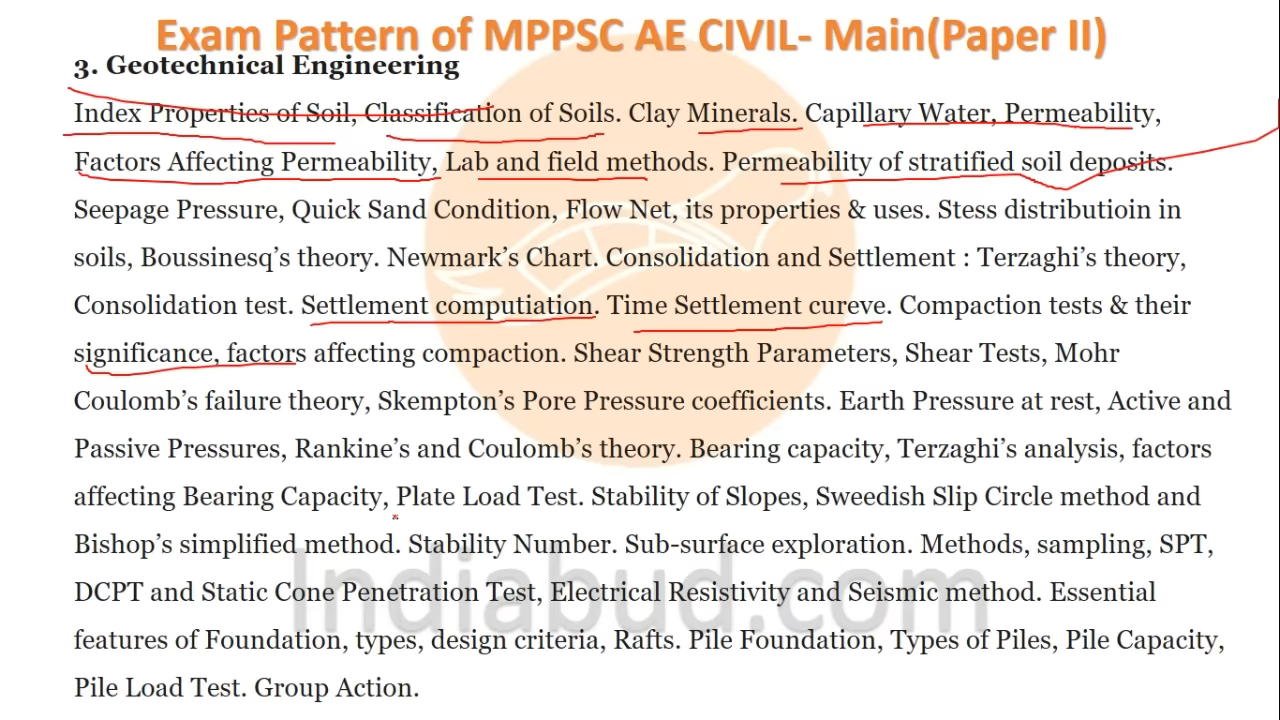 Exam Pattern of MPPSC AE CIVIL- Main(Paper II)
3. Geotechnical Engineering
Index Properties of Soil, Classification of Soils. Clay Minerals. Capillary Water, Permeability,
Factors Affecting Permeability, Lab and field methods. Permeability of stratified soil deposits.
Seepage Pressure, Quick Sand Condition, Flow Net, its properties & uses. Stess distributioin in
soils, Boussinesq’s theory. Newmark’s Chart. Consolidation and Settlement : Terzaghi’s theory,
Consolidation test. Settlement computiation. Time Settlement cureve. Compaction tests & their
significance, factors affecting compaction. Shear Strength Parameters, Shear Tests, Mohr
Coulomb’s failure theory, Skempton’s Pore Pressure coefficients. Earth Pressure at rest, Active and
Passive Pressures, Rankine’s and Coulomb’s theory. Bearing capacity, Terzaghi’s analysis, factors
affecting Bearing Capacity, Plate Load Test. Stability of Slopes, Sweedish Slip Circle method and
Bishop’s simplified method. Stability Number. Sub-surface exploration. Methods, sampling, SPT,
DCPT and Static Cone Penetration Test, Electrical Resistivity and Seismic method. Essential
features of Foundation, types, design criteria, Rafts. Pile Foundation, Types of Piles, Pile Capacity,
Pile Load Test. Group Action.
Indiabud.com